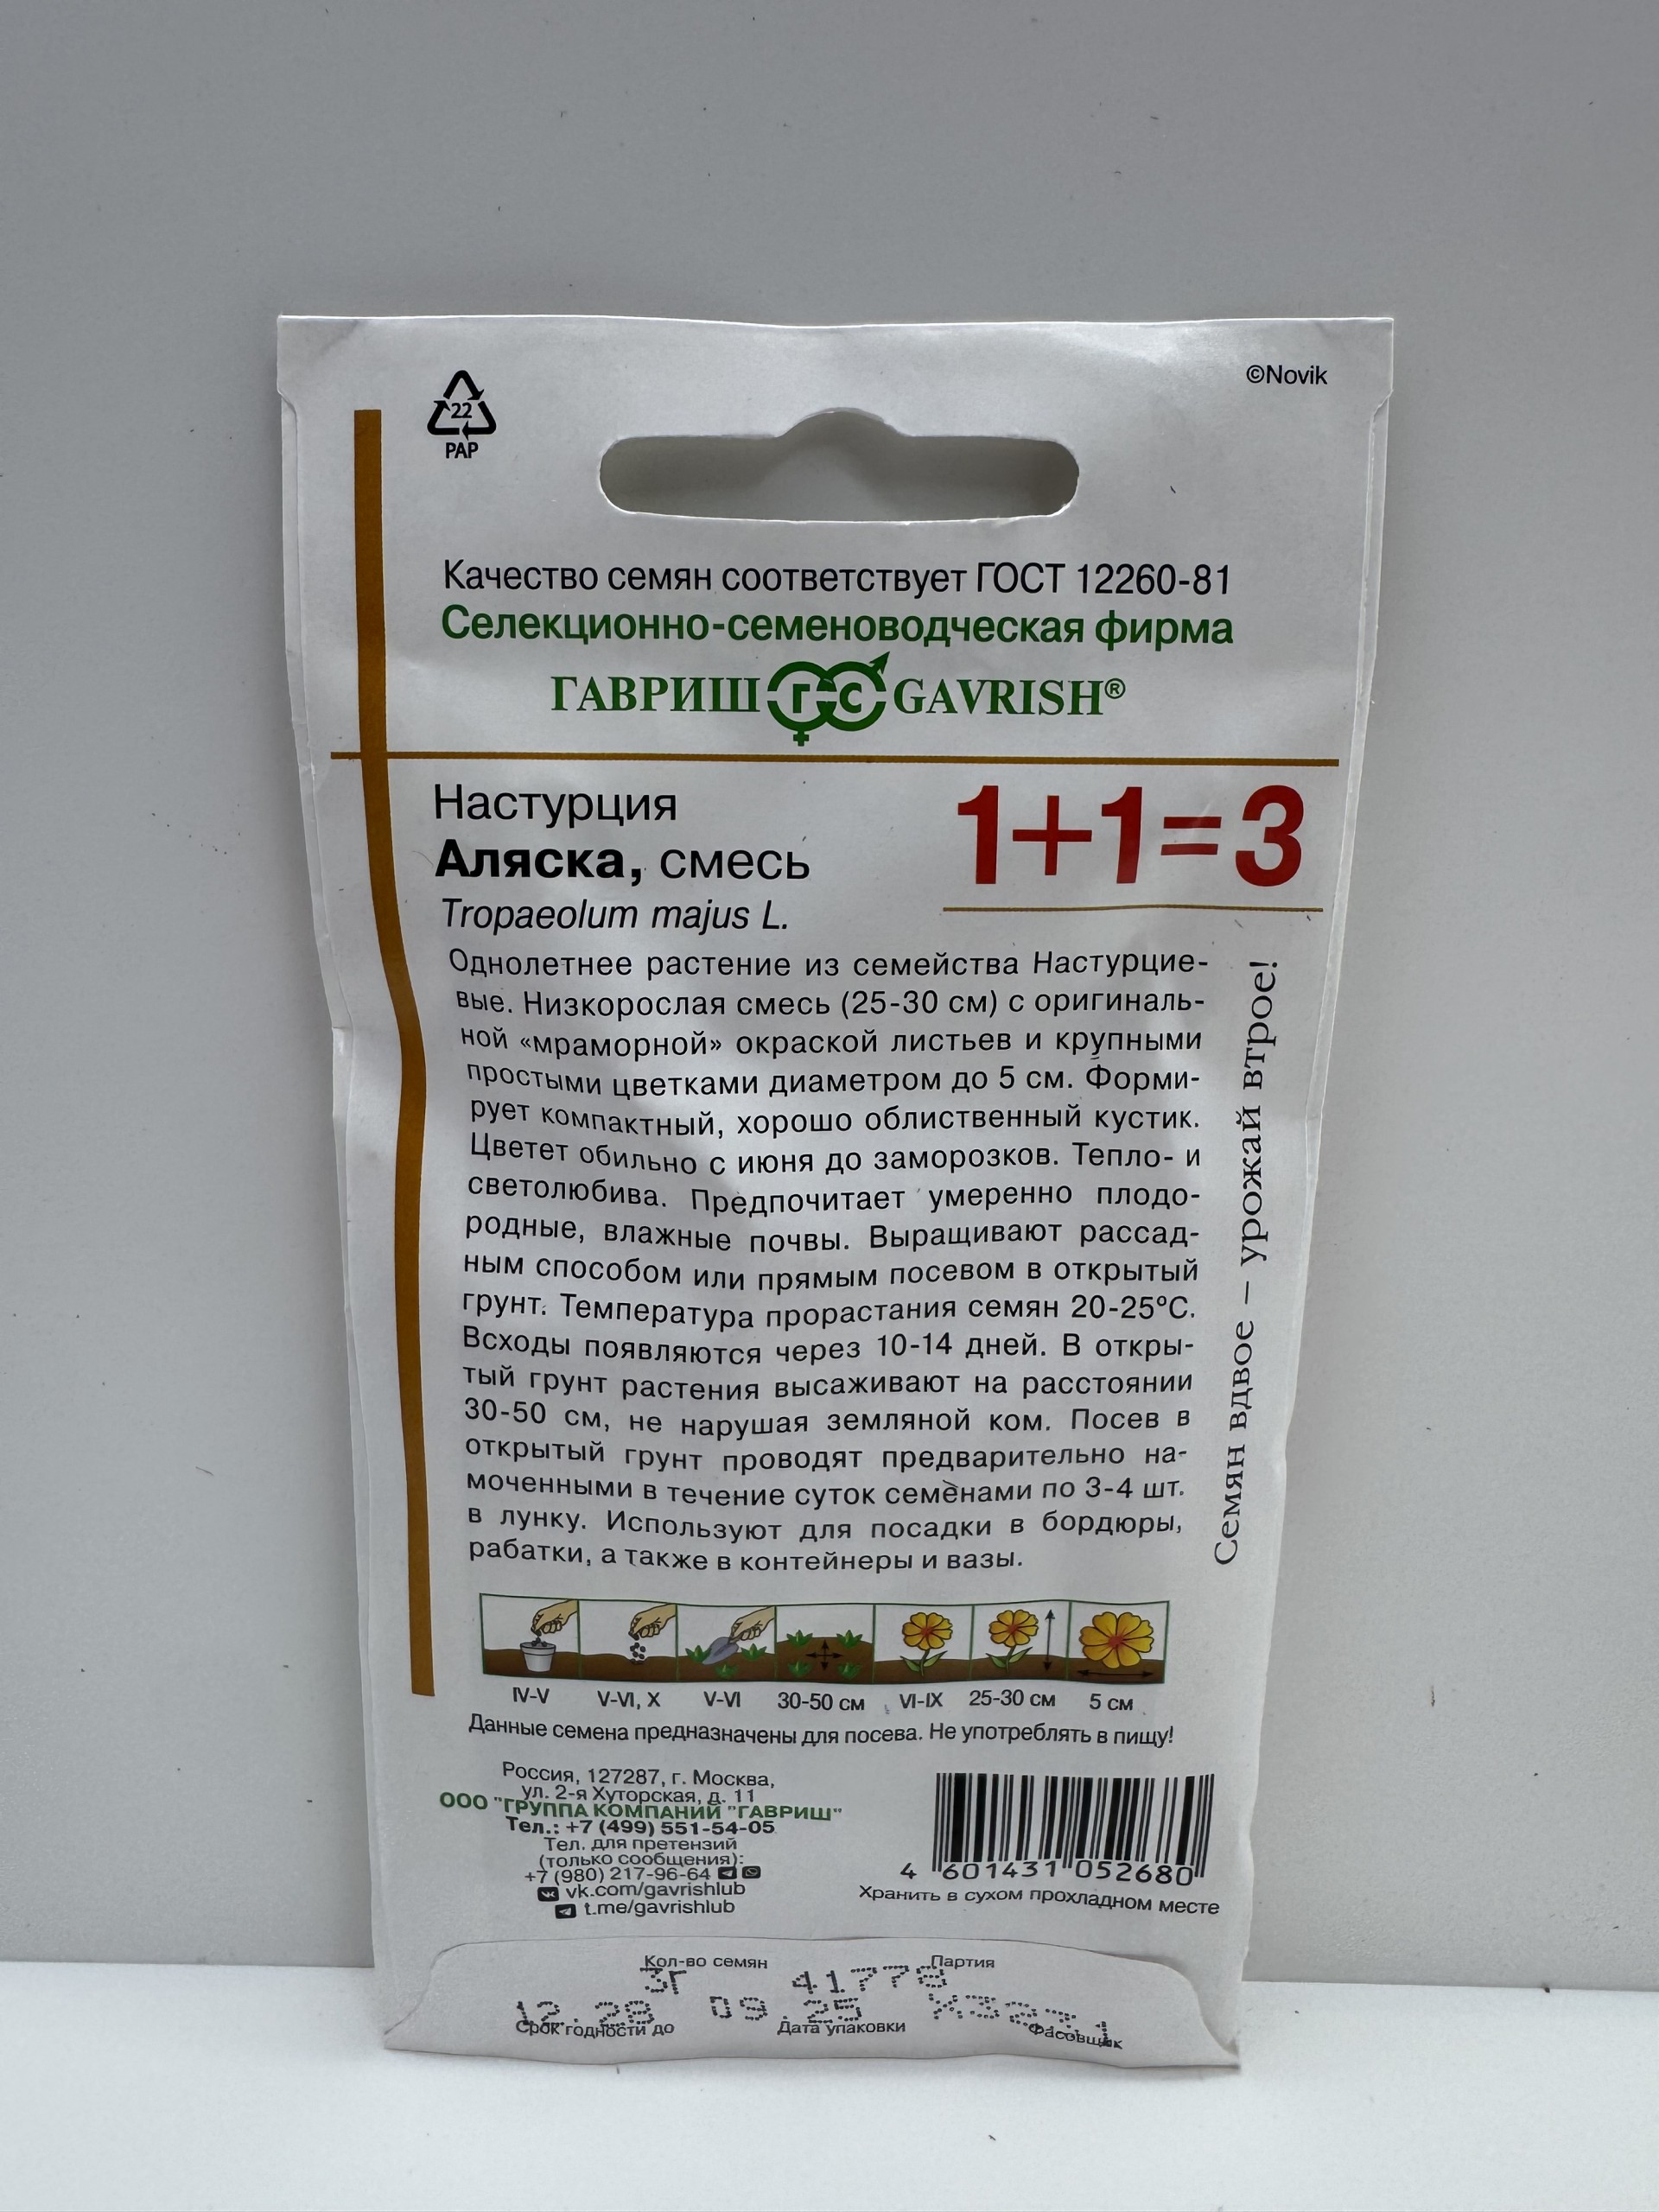 ©Novik
22
PAP
Качество семян соответствует ГОСТ 12260-81
Селекционно-семеноводческая фирма
ГАВРИШ ГС GAVRISH®
Настурция
Аляска, смесь
Tropaeolum majus L.
1+1=3
Однолетнее растение из семейства Настурцие-
вые. Низкорослая смесь (25-30 см) с оригиналь-
ной «мраморной» окраской листьев и крупными
простыми цветками диаметром до 5 см. Форми-
рует компактный, хорошо облиственный кустик.
Цветет обильно с июня до заморозков. Тепло- и
светолюбива. Предпочитает умеренно плодо-
родные, влажные почвы. Выращивают рассад-
ным способом или прямым посевом в открытый
грунт. Температура прорастания семян 20-25°С.
Всходы появляются через 10-14 дней. В откры-
тый грунт растения высаживают на расстоянии
30-50 см, не нарушая земляной ком. Посев в
открытый грунт проводят предварительно на-
моченными в течение суток семенами по 3-4 шт.
в лунку. Используют для посадки в бордюры,
рабатки, а также в контейнеры и вазы.
Семян вдвое – урожай втрое!
IV-V V-VI, X V-VI 30-50 см VI-IX 25-30 см 5 см
Данные семена предназначены для посева. Не употреблять в пищу!
Россия, 127287, г. Москва,
ул. 2-я Хуторская, д. 11
ООО "ГРУППА КОМПАНИЙ "ГАВРИШ"
Тел.: +7 (499) 551-54-05
Тел. для претензий
(только сообщения):
+7 (980) 217-96-64
vk.com/gavrishlub
t.me/gavrishlub
4 601431 052680
Хранить в сухом прохладном месте
Кол-во семян Партия
3Г 41778
12.28 09.25
Срок годности до Дата упаковки Фасовщик